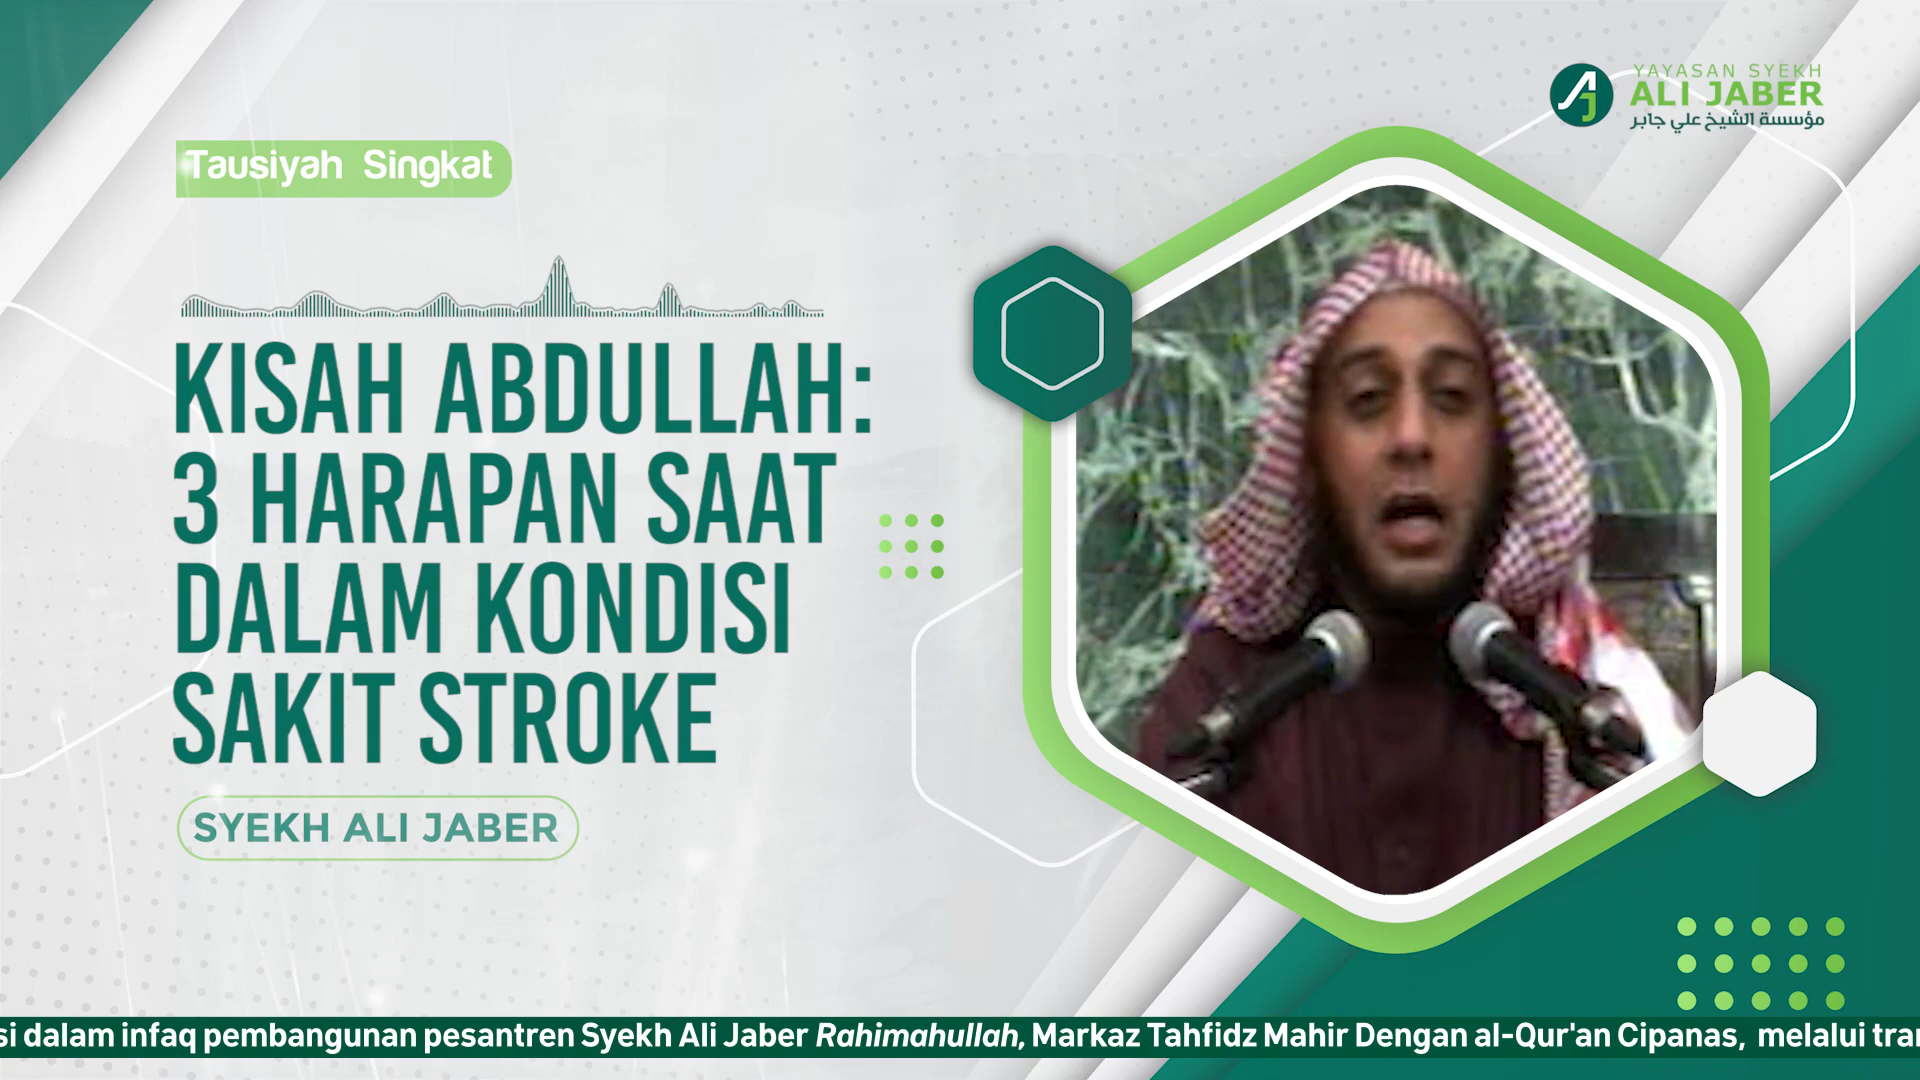 YAYASAN SYEKH
ALI JABER
مؤسسة الشيخ علي جابر
Tausiyah Singkat
KISAH ABDULLAH:
3 HARAPAN SAAT
DALAM KONDISI
SAKIT STROKE
SYEKH ALI JABER
si dalam infaq pembangunan pesantren Syekh Ali Jaber Rahimahullah, Markaz Tahfidz Mahir Dengan al-Qur'an Cipanas, melalui tra